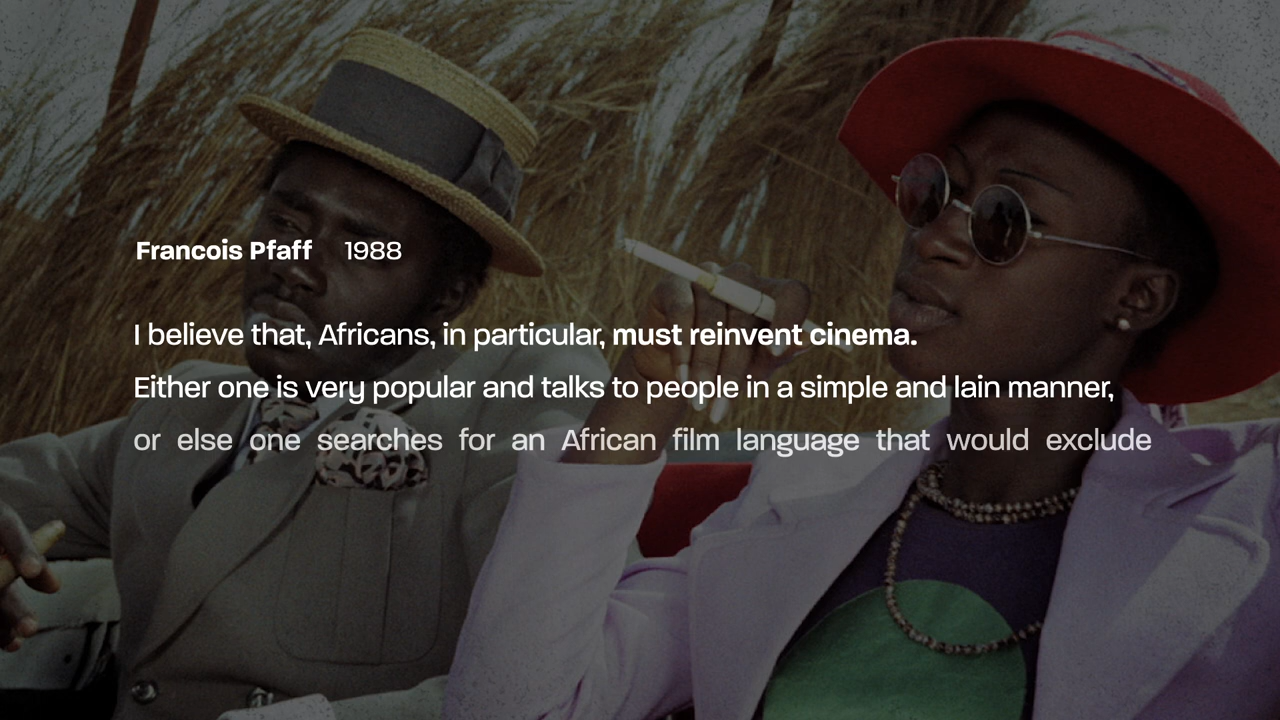 Francois Pfaff 1988
I believe that, Africans, in particular, must reinvent cinema.
Either one is very popular and talks to people in a simple and lain manner,
or else one searches for an African film language that would exclude